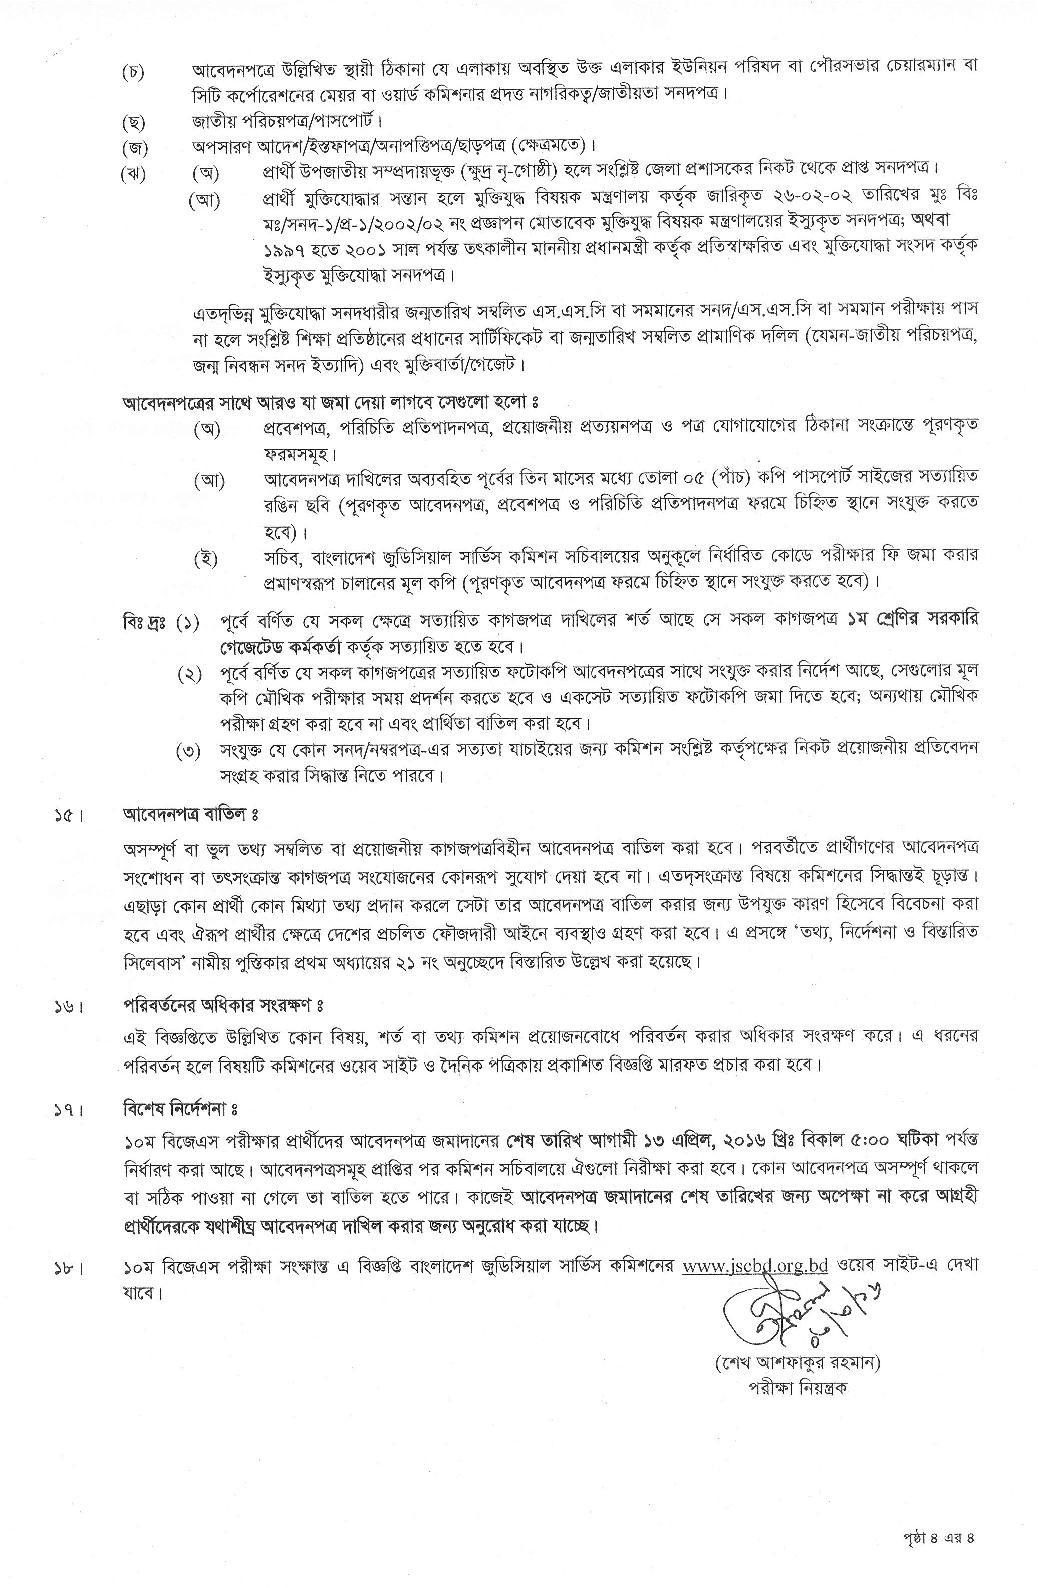 (চ) আবেদনপত্রে উল্লিখিত স্থায়ী ঠিকানা যে এলাকায় অবস্থিত উক্ত এলাকার ইউনিয়ন পরিষদ বা পৌরসভার চেয়ারম্যান বা
সিটি কর্পোরেশনের মেয়র বা ওয়ার্ড কমিশনার প্রদত্ত নাগরিকত্ব/জাতীয়তা সনদপত্র।
(ছ) জাতীয় পরিচয়পত্র/পাসপোর্ট।
(জ) অপসারণ আদেশ/ইস্তফাপত্র/অনাপত্তিপত্র/ছাড়পত্র (ক্ষেত্রমতে)।
(ঝ) (অ) প্রার্থী উপজাতীয় সম্প্রদায়ভূক্ত (ক্ষুদ্র নৃ-গোষ্ঠী) হলে সংশ্লিষ্ট জেলা প্রশাসকের নিকট থেকে প্রাপ্ত সনদপত্র।
(আ) প্রার্থী মুক্তিযোদ্ধার সন্তান হলে মুক্তিযুদ্ধ বিষয়ক মন্ত্রণালয় কর্তৃক জারিকৃত ২৬-০২-০২ তারিখের মুঃ বিঃ
মঃ/সনদ-১/প্র-১/২০০২/০২ নং প্রজ্ঞাপন মোতাবেক মুক্তিযুদ্ধ বিষয়ক মন্ত্রণালয়ের ইস্যুকৃত সনদপত্র; অথবা
১৯৯৭ হতে ২০০১ সাল পর্যন্ত তৎকালীন মাননীয় প্রধানমন্ত্রী কর্তৃক প্রতিস্বাক্ষরিত এবং মুক্তিযোদ্ধা সংসদ কর্তৃক
ইস্যুকৃত মুক্তিযোদ্ধা সনদপত্র।
এতদ্ভিন্ন মুক্তিযোদ্ধা সনদধারীর জন্মতারিখ সম্বলিত এস.এস.সি বা সমমানের সনদ/এস.এস.সি বা সমমান পরীক্ষায় পাস
না হলে সংশ্লিষ্ট শিক্ষা প্রতিষ্ঠানের প্রধানের সার্টিফিকেট বা জন্মতারিখ সম্বলিত প্রামাণিক দলিল (যেমন-জাতীয় পরিচয়পত্র,
জন্ম নিবন্ধন সনদ ইত্যাদি) এবং মুক্তিবার্তা/গেজেট।
আবেদনপত্রের সাথে আরও যা জমা দেয়া লাগবে সেগুলো হলো ঃ
(অ) প্রবেশপত্র, পরিচিতি প্রতিপাদনপত্র, প্রয়োজনীয় প্রত্যয়নপত্র ও পত্র যোগাযোগের ঠিকানা সংক্রান্তে পূরণকৃত
ফরমসমূহ।
(আ) আবেদনপত্র দাখিলের অব্যবহিত পূর্বের তিন মাসের মধ্যে তোলা ০৫ (পাঁচ) কপি পাসপোর্ট সাইজের সত্যায়িত
রঙিন ছবি (পূরণকৃত আবেদনপত্র, প্রবেশপত্র ও পরিচিতি প্রতিপাদনপত্র ফরমে চিহ্নিত স্থানে সংযুক্ত করতে
হবে)।
(ই) সচিব, বাংলাদেশ জুডিসিয়াল সার্ভিস কমিশন সচিবালয়ের অনুকূলে নির্ধারিত কোডে পরীক্ষার ফি জমা করার
প্রমাণস্বরূপ চালানের মূল কপি (পূরণকৃত আবেদনপত্র ফরমে চিহ্নিত স্থানে সংযুক্ত করতে হবে)।
বিঃ দ্রঃ (১) পূর্বে বর্ণিত যে সকল ক্ষেত্রে সত্যায়িত কাগজপত্র দাখিলের শর্ত আছে সে সকল কাগজপত্র ১ম শ্রেণির সরকারি
গেজেটেড কর্মকর্তা কর্তৃক সত্যায়িত হতে হবে।
(২) পূর্বে বর্ণিত যে সকল কাগজপত্রের সত্যায়িত ফটোকপি আবেদনপত্রের সাথে সংযুক্ত করার নির্দেশ আছে, সেগুলোর মূল
কপি মৌখিক পরীক্ষার সময় প্রদর্শন করতে হবে ও একসেট সত্যায়িত ফটোকপি জমা দিতে হবে; অন্যথায় মৌখিক
পরীক্ষা গ্রহণ করা হবে না এবং প্রার্থিতা বাতিল করা হবে।
(৩) সংযুক্ত যে কোন সনদ/নম্বরপত্র-এর সত্যতা যাচাইয়ের জন্য কমিশন সংশ্লিষ্ট কর্তৃপক্ষের নিকট প্রয়োজনীয় প্রতিবেদন
সংগ্রহ করার সিদ্ধান্ত নিতে পারবে।
১৫। আবেদনপত্র বাতিল ঃ
অসম্পূর্ণ বা ভুল তথ্য সম্বলিত বা প্রয়োজনীয় কাগজপত্রবিহীন আবেদনপত্র বাতিল করা হবে। পরবর্তীতে প্রার্থীগণের আবেদনপত্র
সংশোধন বা তৎসংক্রান্ত কাগজপত্র সংযোজনের কোনরূপ সুযোগ দেয়া হবে না। এতদ্সংক্রান্ত বিষয়ে কমিশনের সিদ্ধান্তই চূড়ান্ত।
এছাড়া কোন প্রার্থী কোন মিথ্যা তথ্য প্রদান করলে সেটা তার আবেদনপত্র বাতিল করার জন্য উপযুক্ত কারণ হিসেবে বিবেচনা করা
হবে এবং ঐরূপ প্রার্থীর ক্ষেত্রে দেশের প্রচলিত ফৌজদারী আইনে ব্যবস্থাও গ্রহণ করা হবে। এ প্রসঙ্গে ‘তথ্য, নির্দেশনা ও বিস্তারিত
সিলেবাস’ নামীয় পুস্তিকার প্রথম অধ্যায়ের ২১ নং অনুচ্ছেদে বিস্তারিত উল্লেখ করা হয়েছে।
১৬। পরিবর্তনের অধিকার সংরক্ষণ ঃ
এই বিজ্ঞপ্তিতে উল্লিখিত কোন বিষয়, শর্ত বা তথ্য কমিশন প্রয়োজনবোধে পরিবর্তন করার অধিকার সংরক্ষণ করে। এ ধরনের
পরিবর্তন হলে বিষয়টি কমিশনের ওয়েব সাইট ও দৈনিক পত্রিকায় প্রকাশিত বিজ্ঞপ্তি মারফত প্রচার করা হবে।
১৭। বিশেষ নির্দেশনা ঃ
১০ম বিজেএস পরীক্ষার প্রার্থীদের আবেদনপত্র জমাদানের শেষ তারিখ আগামী ১৩ এপ্রিল, ২০১৬ খ্রিঃ বিকাল ৫:০০ ঘটিকা পর্যন্ত
নির্ধারণ করা আছে। আবেদনপত্রসমূহ প্রাপ্তির পর কমিশন সচিবালয়ে ঐগুলো নিরীক্ষা করা হবে। কোন আবেদনপত্র অসম্পূর্ণ থাকলে
বা সঠিক পাওয়া না গেলে তা বাতিল হতে পারে। কাজেই আবেদনপত্র জমাদানের শেষ তারিখের জন্য অপেক্ষা না করে আগ্রহী
প্রার্থীদেরকে যথাশীঘ্র আবেদনপত্র দাখিল করার জন্য অনুরোধ করা যাচ্ছে।
১৮। ১০ম বিজেএস পরীক্ষা সংক্ষান্ত এ বিজ্ঞপ্তি বাংলাদেশ জুডিসিয়াল সার্ভিস কমিশনের www.jscbd.org.bd ওয়েব সাইট-এ দেখা
যাবে।
(শেখ আশফাকুর রহমান)
পরীক্ষা নিয়ন্ত্রক
পৃষ্ঠা ৪ এর ৪